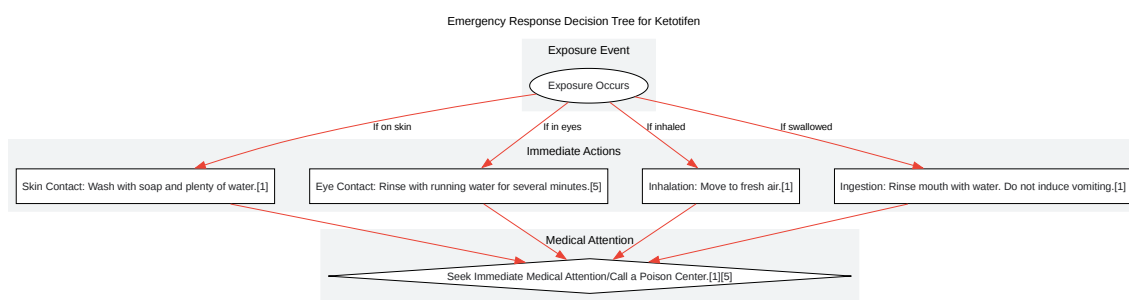 Emergency Response Decision Tree for Ketotifen
Exposure Event
Exposure Occurs
If on skin
If in eyes
If inhaled
If swallowed
Immediate Actions
Skin Contact: Wash with soap and plenty of water.[1]
Eye Contact: Rinse with running water for several minutes.[5]
Inhalation: Move to fresh air.[1]
Ingestion: Rinse mouth with water. Do not induce vomiting.[1]
Medical Attention
Seek Immediate Medical Attention/Call a Poison Center.[1][5]